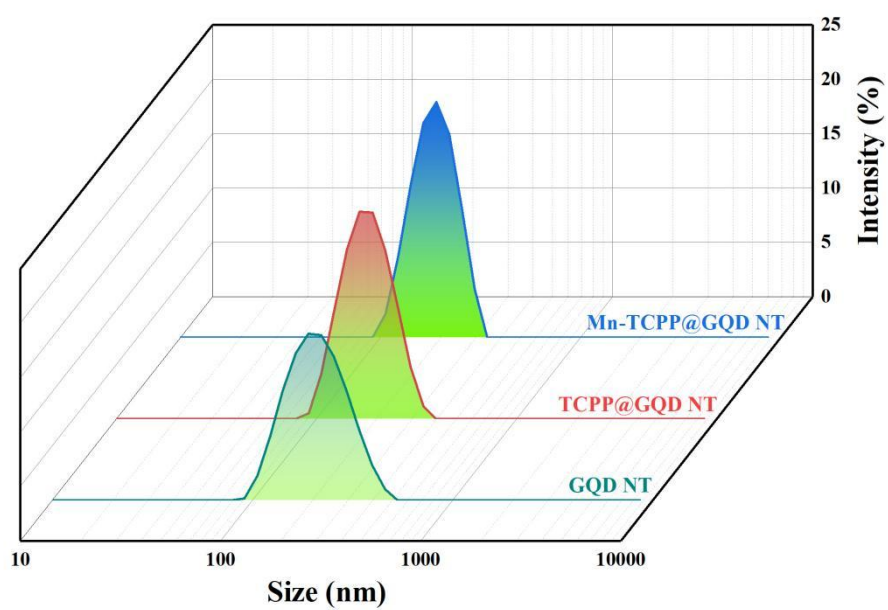 25
20
15
10
5
0
Intensity (%)
Mn-TCPP@GQD NT
TCPP@GQD NT
GQD NT
10
100
1000
10000
Size (nm)